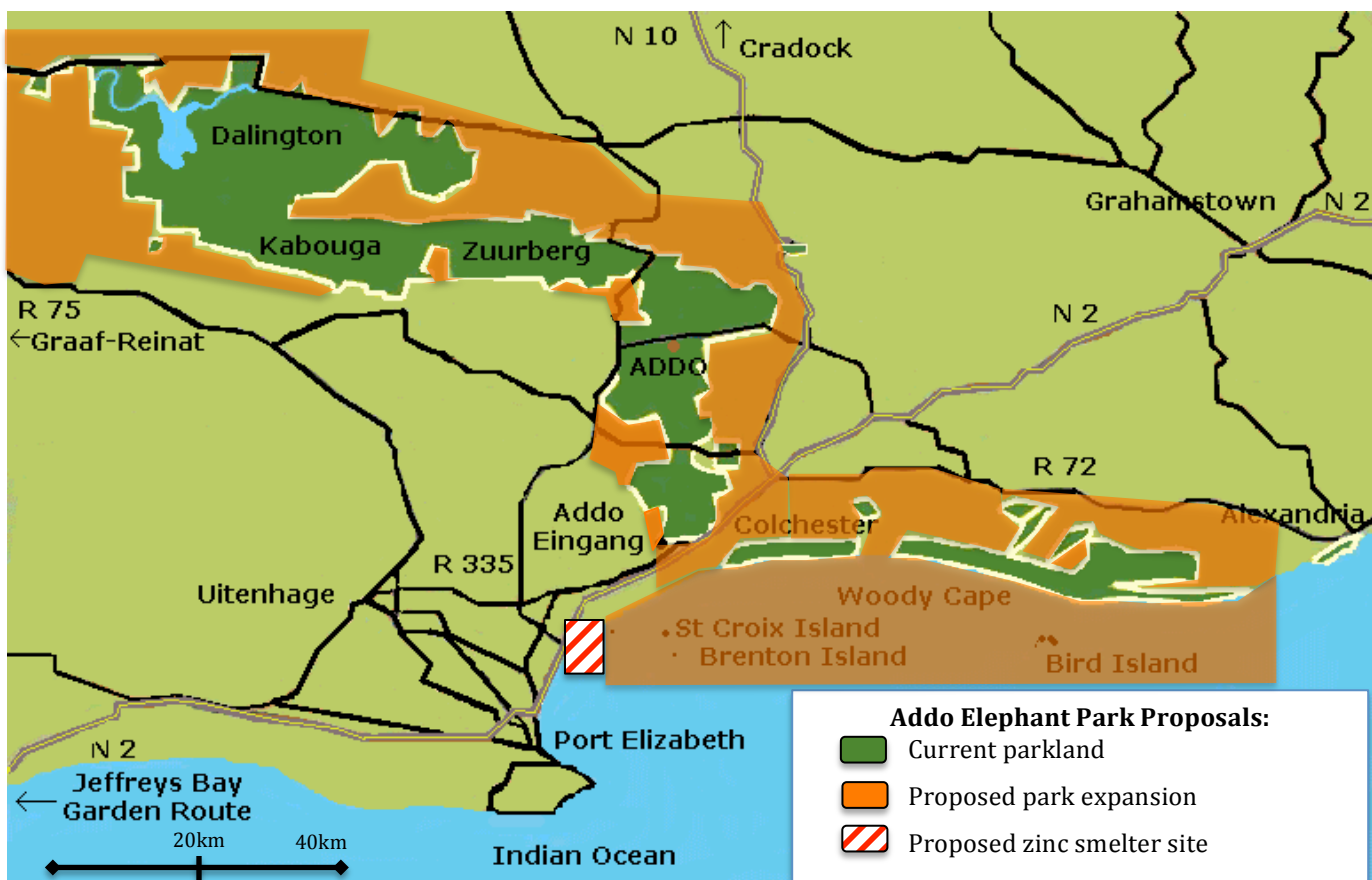 N 10
Cradock
Dalington
Grahamstown
N 2
Kabouga
Zuurberg
R 75
←Graaf-Reinat
N 2
ADDO
R 72
Addo
Eingang
Colchester
Alexandria
R 335
Uitenhage
Woody Cape
St Croix Island
Brenton Island
Bird Island
Port Elizabeth
N 2
Jeffreys Bay
Garden Route
20km
40km
Indian Ocean
Addo Elephant Park Proposals:
Current parkland
Proposed park expansion
Proposed zinc smelter site